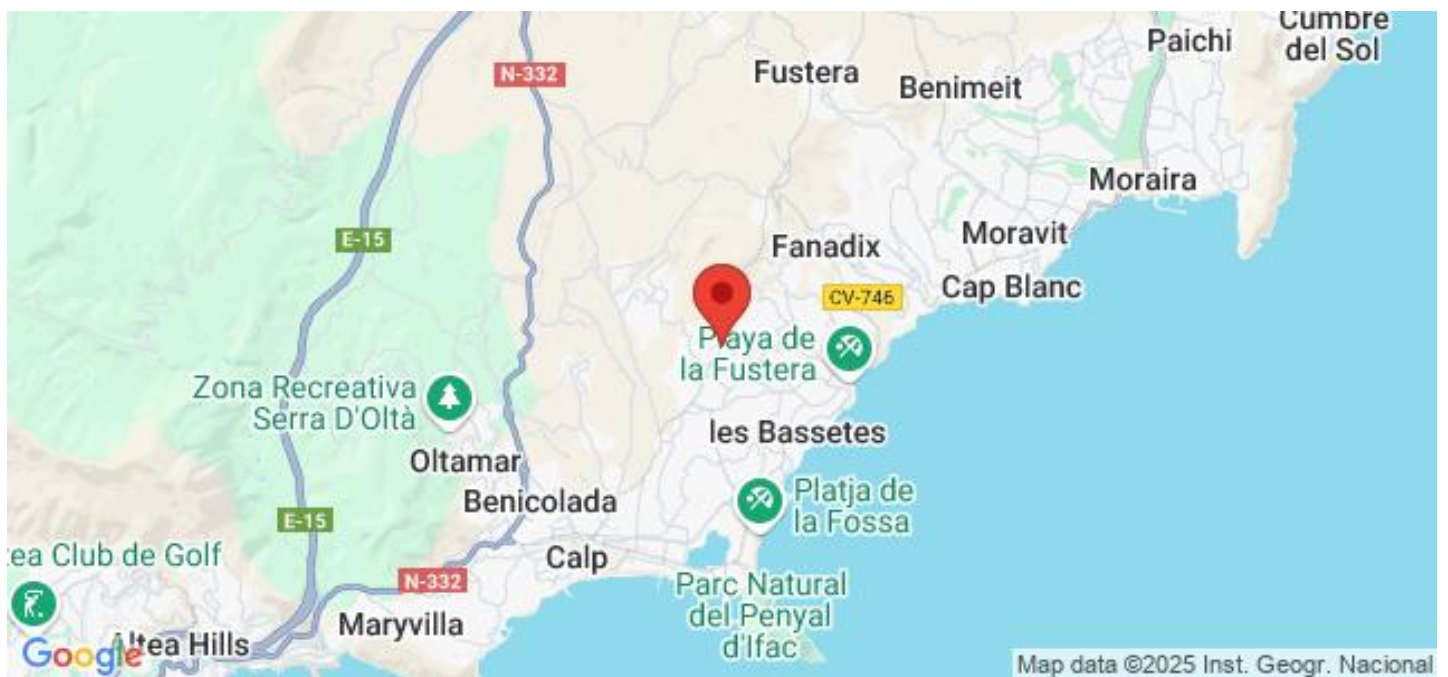 Cumbre
del Sol
Paichi
Fustera
N-332
Benimeit
Moraira
E-15
Fanadix
Moravit
Cap Blanc
CV-746
Playa de
la Fustera
Zona Recreativa
Serra D'Oltà
les Bassetes
Oltamar
Benicolada
Platja de
la Fossa
E-15
tea Club de Golf
Calp
N-332
Parc Natural
del Penyal
d'Ifac
Maryvilla
Altea Hills
Google
Map data ©2025 Inst. Geogr. Nacional